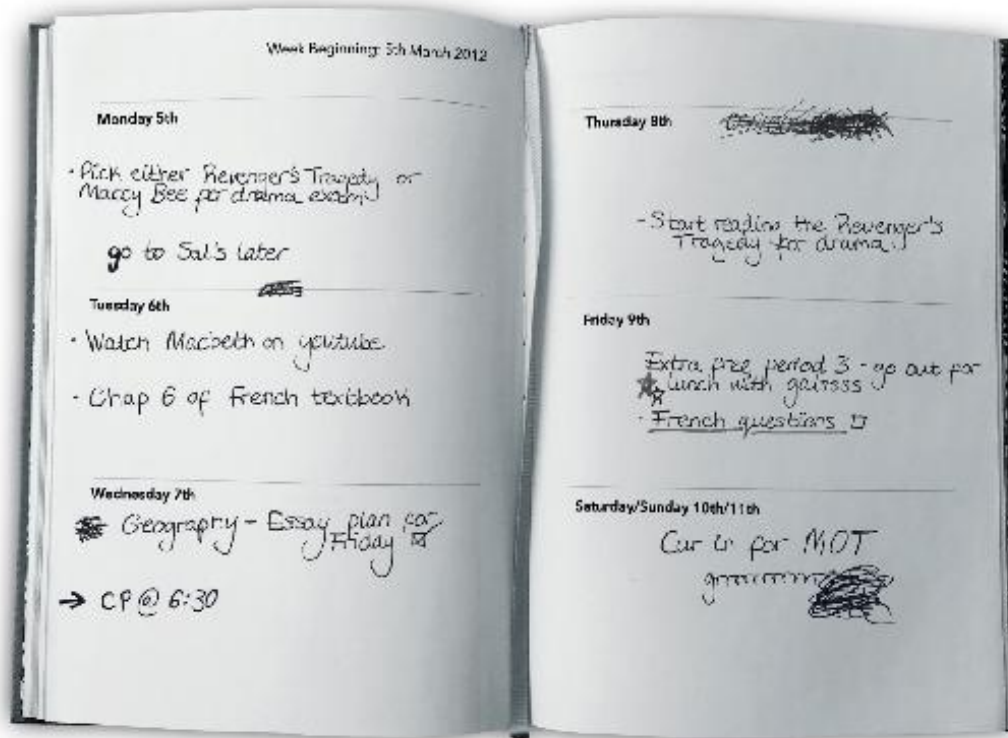 Week Beginning: 5th March 2012
Monday 5th
· Pick either Revenger's Tragedy or
Marcy Bee for drama exam!
go to Sal's later
Tuesday 6th
· Watch Macbeth on youtube
- Chap 6 of French textbook
Wednesday 7th
Geography - Essay plan for
Friday
→ CP @ 6:30
Thursday 8th
- Start reading the Revenger's
Tragedy for drama.
Friday 9th
Extra free period 3 - go out for
lunch with galssss
· French questions
Saturday/Sunday 10th/11th
Car in for MOT